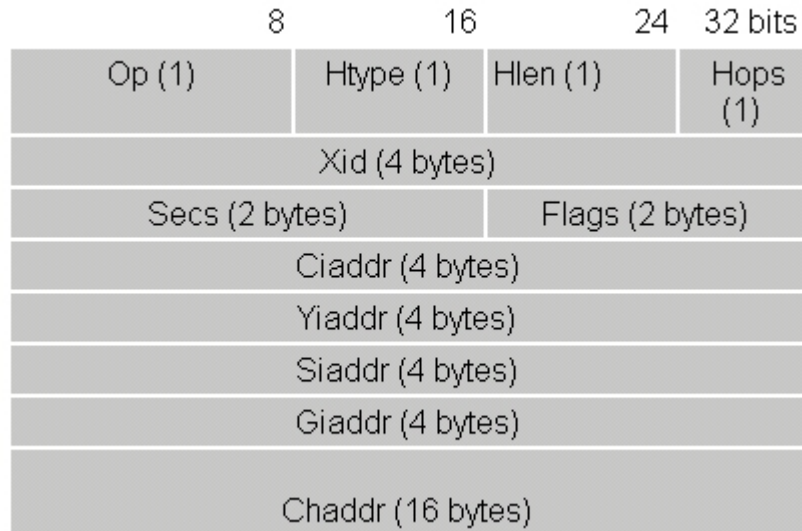 8 16 24 32 bits
Op (1) Htype (1) Hlen (1) Hops
(1)
Xid (4 bytes)
Secs (2 bytes) Flags (2 bytes)
Ciaddr (4 bytes)
Yiaddr (4 bytes)
Siaddr (4 bytes)
Giaddr (4 bytes)
Chaddr (16 bytes)